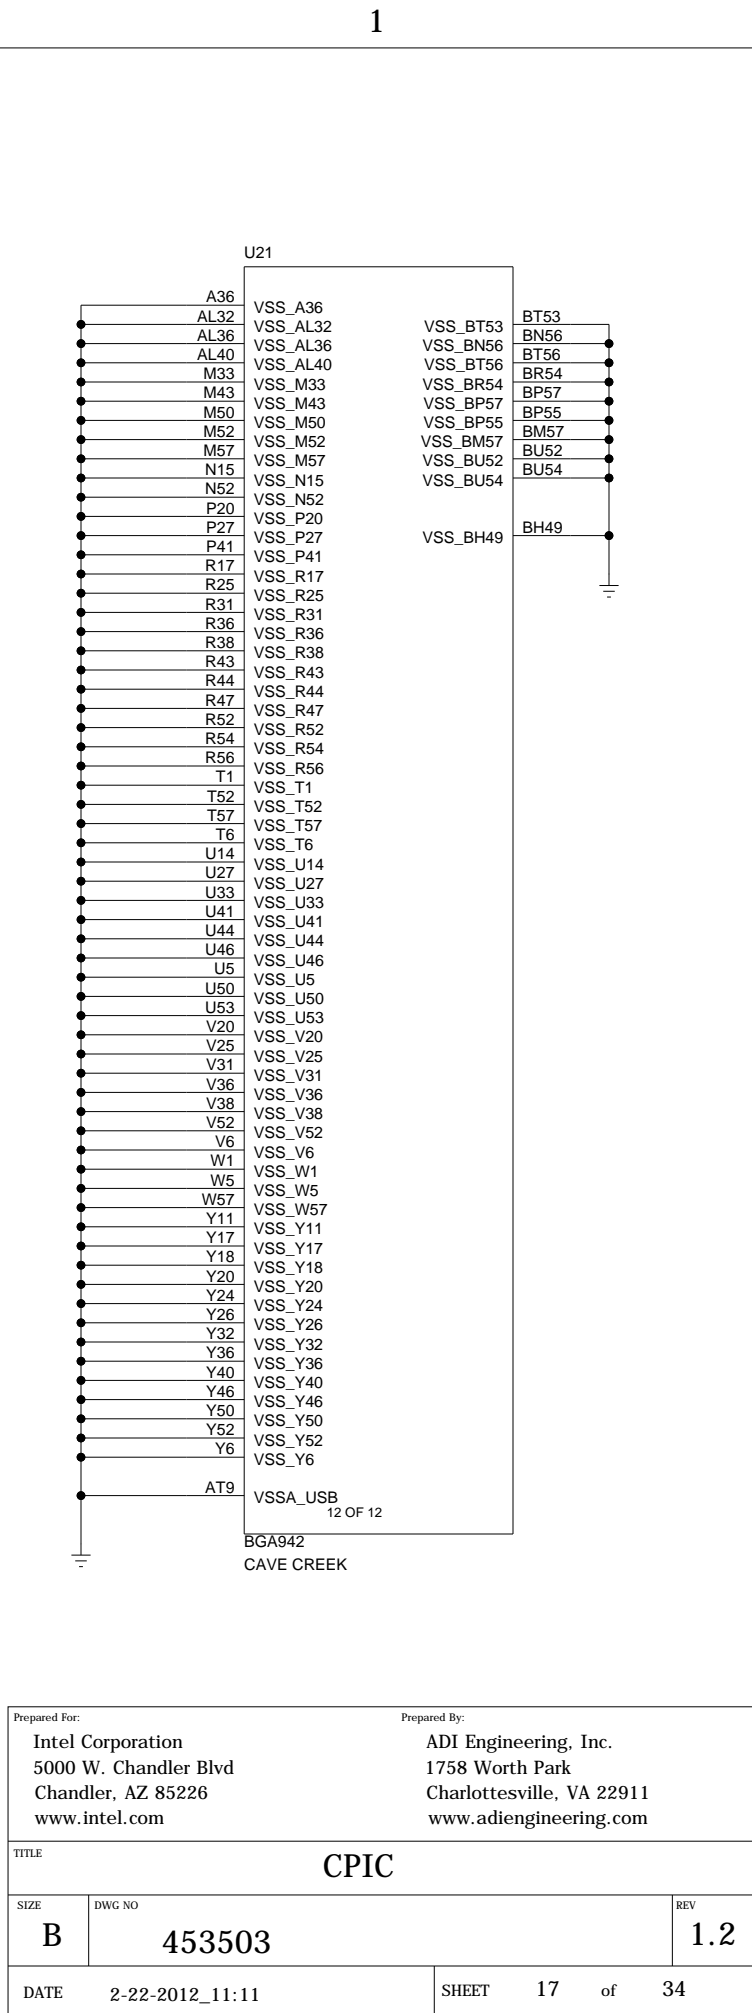 1
U21
A36 VSS_A36
AL32 VSS_AL32 VSS_BT53 BT53
AL36 VSS_AL36 VSS_BN56 BN56
AL40 VSS_AL40 VSS_BT56 BT56
M33 VSS_M33 VSS_BR54 BR54
M43 VSS_M43 VSS_BP57 BP57
M50 VSS_M50 VSS_BP55 BP55
M52 VSS_M52 VSS_BM57 BM57
M57 VSS_M57 VSS_BU52 BU52
N15 VSS_N15 VSS_BU54 BU54
N52 VSS_N52
P20 VSS_P20
P27 VSS_P27 VSS_BH49 BH49
P41 VSS_P41
R17 VSS_R17
R25 VSS_R25
R31 VSS_R31
R36 VSS_R36
R38 VSS_R38
R43 VSS_R43
R44 VSS_R44
R47 VSS_R47
R52 VSS_R52
R54 VSS_R54
R56 VSS_R56
T1 VSS_T1
T52 VSS_T52
T57 VSS_T57
T6 VSS_T6
U14 VSS_U14
U27 VSS_U27
U33 VSS_U33
U41 VSS_U41
U44 VSS_U44
U46 VSS_U46
U5 VSS_U5
U50 VSS_U50
U53 VSS_U53
V20 VSS_V20
V25 VSS_V25
V31 VSS_V31
V36 VSS_V36
V38 VSS_V38
V52 VSS_V52
V6 VSS_V6
W1 VSS_W1
W5 VSS_W5
W57 VSS_W57
Y11 VSS_Y11
Y17 VSS_Y17
Y18 VSS_Y18
Y20 VSS_Y20
Y24 VSS_Y24
Y26 VSS_Y26
Y32 VSS_Y32
Y36 VSS_Y36
Y40 VSS_Y40
Y46 VSS_Y46
Y50 VSS_Y50
Y52 VSS_Y52
Y6 VSS_Y6
AT9 VSSA_USB
12 OF 12
BGA942
CAVE CREEK
Prepared For:
Intel Corporation
5000 W. Chandler Blvd
Chandler, AZ 85226
www.intel.com
Prepared By:
ADI Engineering, Inc.
1758 Worth Park
Charlottesville, VA 22911
www.adiengineering.com
TITLE
CPIC
SIZE
B
DWG NO
453503
REV
1.2
DATE 2-22-2012_11:11
SHEET 17 of 34